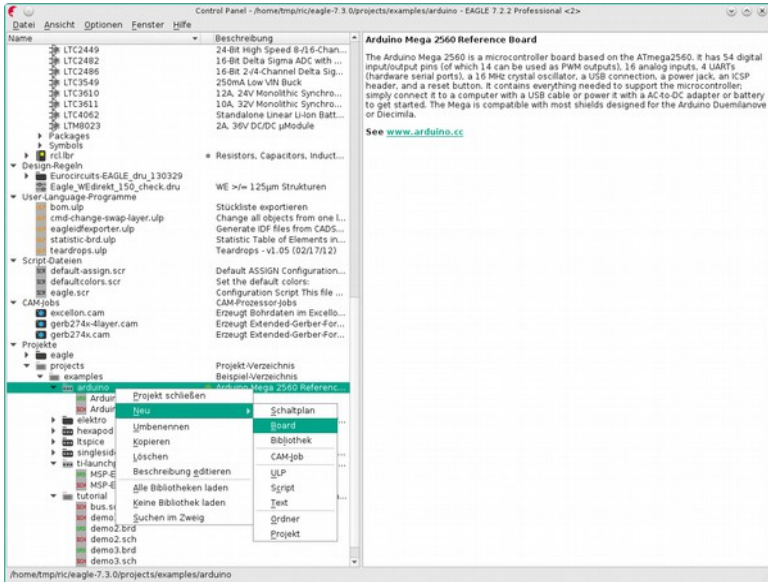 Control Panel - /home/tmp/ric/eagle-7.3.0/projects/examples/arduino - EAGLE 7.2.2 Professional <2>
Datei Ansicht Optionen Fenster Hilfe
Name Beschreibung
LTC2449 24-Bit High Speed 8-/16-Chan...
LTC2482 16-Bit Delta Sigma ADC with ...
LTC2486 16-Bit 2-/4-Channel Delta Sig...
LTC3549 250mA Low VIN Buck
LTC3610 12A, 24V Monolithic Synchro...
LTC3611 10A, 32V Monolithic Synchro...
LTC4062 Standalone Linear Li-Ion Batt...
LTM8023 2A, 36V DC/DC µModule
Packages
Symbols
rcl.lbr Resistors, Capacitors, Induct...
Design-Regeln
Eurocircuits-EAGLE_dru_130329
Eagle_WEdirekt_150_check.dru WE >/= 125µm Strukturen
User-Language-Programme
bom.ulp Stückliste exportieren
cmd-change-swap-layer.ulp Change all objects from one l...
eagleidfexporter.ulp Generate IDF files from CADS...
statistic-brd.ulp Statistic Table of Elements in...
teardrops.ulp Teardrops - v1.05 (02/17/12)
Script-Dateien
default-assign.scr Default ASSIGN Configuration...
defaultcolors.scr Set the default colors:
eagle.scr Configuration Script This file ...
CAM-Jobs CAM-Prozessor-Jobs
excellon.cam Erzeugt Bohrdaten im Excello...
gerb274x-4layer.cam Erzeugt Extended-Gerber-For...
gerb274x.cam Erzeugt Extended-Gerber-For...
Projekte
eagle
projects Projekt-Verzeichnis
examples Beispiel-Verzeichnis
arduino Arduino Mega 2560 Referenc...
Arduin
Arduin
elektro
hexapod
ltspice
singlesid
ti-launchp
MSP-E
MSP-E
tutorial
bus.s
demo
demo2.brd
demo2.sch
demo3.brd
demo3.sch
Projekt schließen
Neu
Umbenennen
Kopieren
Löschen
Beschreibung editieren
Alle Bibliotheken laden
Keine Bibliothek laden
Suchen im Zweig
Schaltplan
Board
Bibliothek
CAM-Job
ULP
Script
Text
Ordner
Projekt
Arduino Mega 2560 Reference Board
The Arduino Mega 2560 is a microcontroller board based on the ATmega2560. It has 54 digital
input/output pins (of which 14 can be used as PWM outputs), 16 analog inputs, 4 UARTs
(hardware serial ports), a 16 MHz crystal oscillator, a USB connection, a power jack, an ICSP
header, and a reset button. It contains everything needed to support the microcontroller;
simply connect it to a computer with a USB cable or power it with a AC-to-DC adapter or battery
to get started. The Mega is compatible with most shields designed for the Arduino Duemilanove
or Diecimila.
See www.arduino.cc
/home/tmp/ric/eagle-7.3.0/projects/examples/arduino